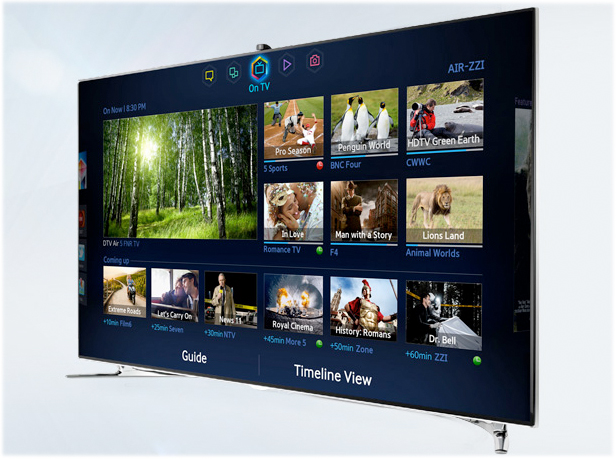 On TV
AIR-ZZI
On Now | 8:30 PM
Feature
Pro Season
Penguin World
HDTV Green Earth
5 Sports
BNC Four
CWWC
In Love
Man with a Story
Lions Land
Romance TV
F4
Animal Worlds
DTV Air 5 FNR TV
Coming up
Extreme Roads
Let's Carry On
News 11
Royal Cinema
History: Romans
Dr. Bell
+10min Filmil
+25min Seven
+30min NTV
+45min More 5
+50min Zone
+60min ZZI
Guide
Timeline View